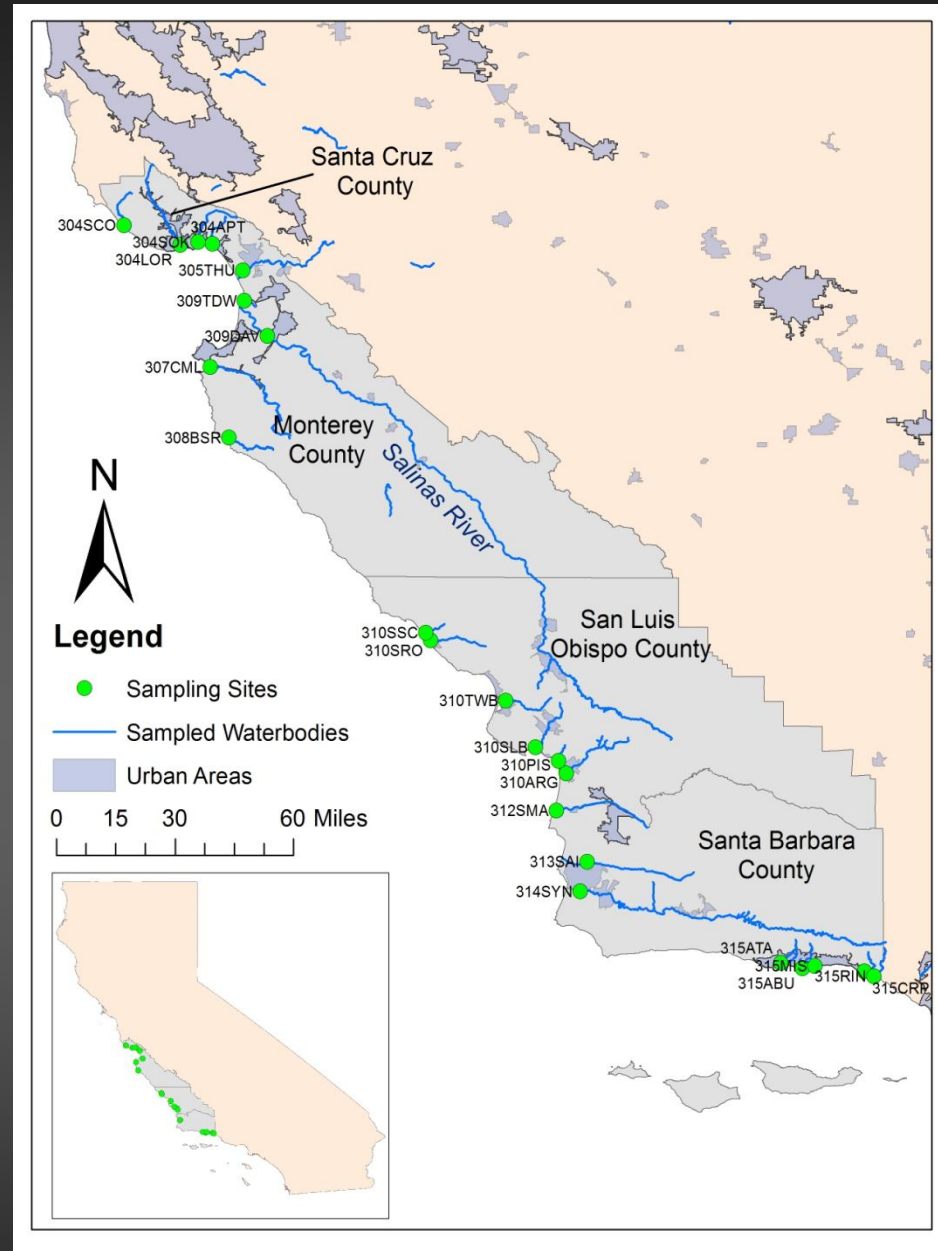 Santa Cruz
County
304SCO
304APT
304SOK
304LOR
305THU
309TDW
309DAV
307CML
Monterey
County
308BSR
Salinas River
N
San Luis
Obispo County
310SSC
310SRO
Legend
Sampling Sites
310TWB
Sampled Waterbodies
310SLB
310PIS
310ARG
Urban Areas
312SMA
0 15 30 60 Miles
Santa Barbara
County
313SAI
314SYN
315ATA
315MIS
315ABU
315RIN
315CRP